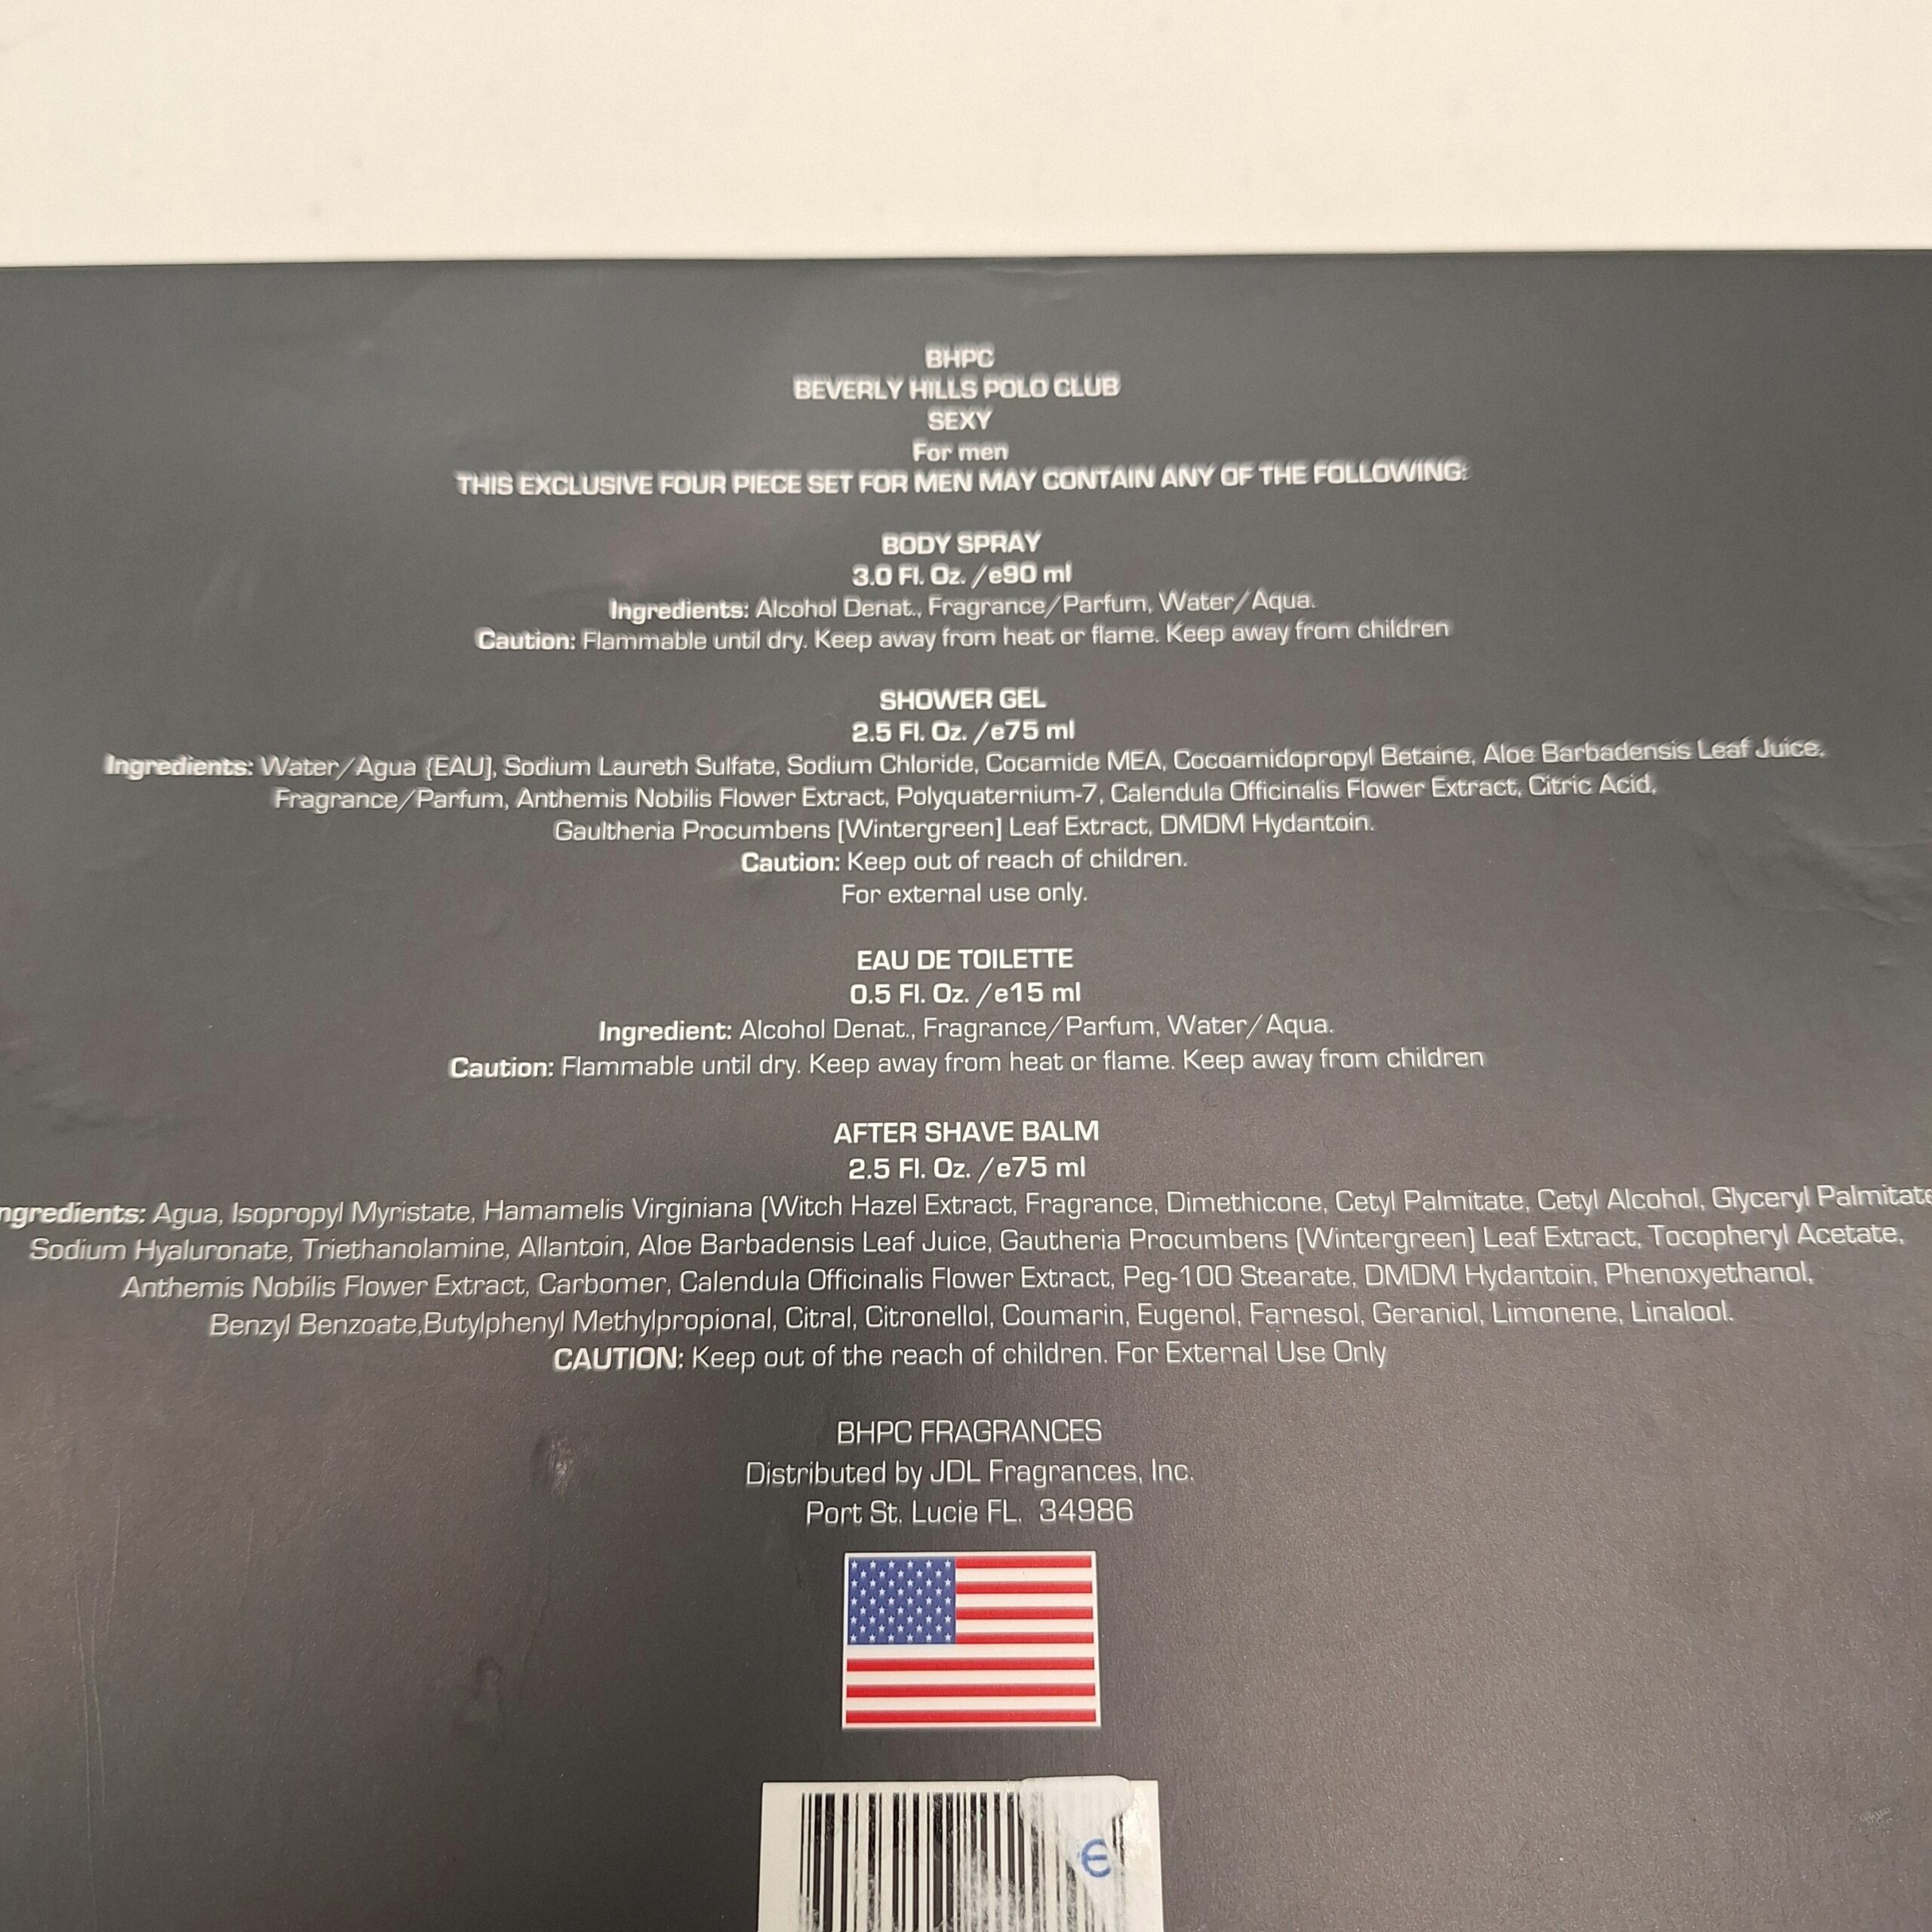 BHPC
BEVERLY HILLS POLO CLUB
SEXY
For men
THIS EXCLUSIVE FOUR PIECE SET FOR MEN MAY CONTAIN ANY OF THE FOLLOWING:
BODY SPRAY
3.0 Fl. Oz. /e90 ml
Ingredients: Alcohol Denat., Fragrance/Parfum, Water/Aqua.
Caution: Flammable until dry. Keep away from heat or flame. Keep away from children
SHOWER GEL
2.5 Fl. Oz. /e75 ml
Ingredients: Water/Agua {EAU], Sodium Laureth Sulfate, Sodium Chloride, Cocamide MEA, Cocoamidopropyl Betaine, Aloe Barbadensis Leaf Juice.
Fragrance/Parfum, Anthemis Nobilis Flower Extract, Polyquaternium-7, Calendula Officinalis Flower Extract, Citric Acid,
Gaultheria Procumbens [Wintergreen] Leaf Extract, DMDM Hydantoin.
Caution: Keep out of reach of children.
For external use only.
EAU DE TOILETTE
0.5 Fl. Oz. /e15 ml
Ingredient: Alcohol Denat., Fragrance/Parfum, Water/Aqua.
Caution: Flammable until dry. Keep away from heat or flame. Keep away from children
AFTER SHAVE BALM
2.5 Fl. Oz. /e75 ml
ngredients: Agua, Isopropyl Myristate, Hamamelis Virginiana (Witch Hazel Extract, Fragrance, Dimethicone, Cetyl Palmitate, Cetyl Alcohol, Glyceryl Palmitate
Sodium Hyaluronate, Triethanolamine, Allantoin, Aloe Barbadensis Leaf Juice, Gautheria Procumbens (Wintergreen] Leaf Extract, Tocopheryl Acetate,
Anthemis Nobilis Flower Extract, Carbomer, Calendula Officinalis Flower Extract, Peg-100 Stearate, DMDM Hydantoin, Phenoxyethanol,
Benzyl Benzoate,Butylphenyl Methylpropional, Citral, Citronellol, Coumarin, Eugenol, Farnesol, Geraniol, Limonene, Linalool.
CAUTION: Keep out of the reach of children. For External Use Only
BHPC FRAGRANCES
Distributed by JDL Fragrances, Inc.
Port St. Lucie FL. 34986
€